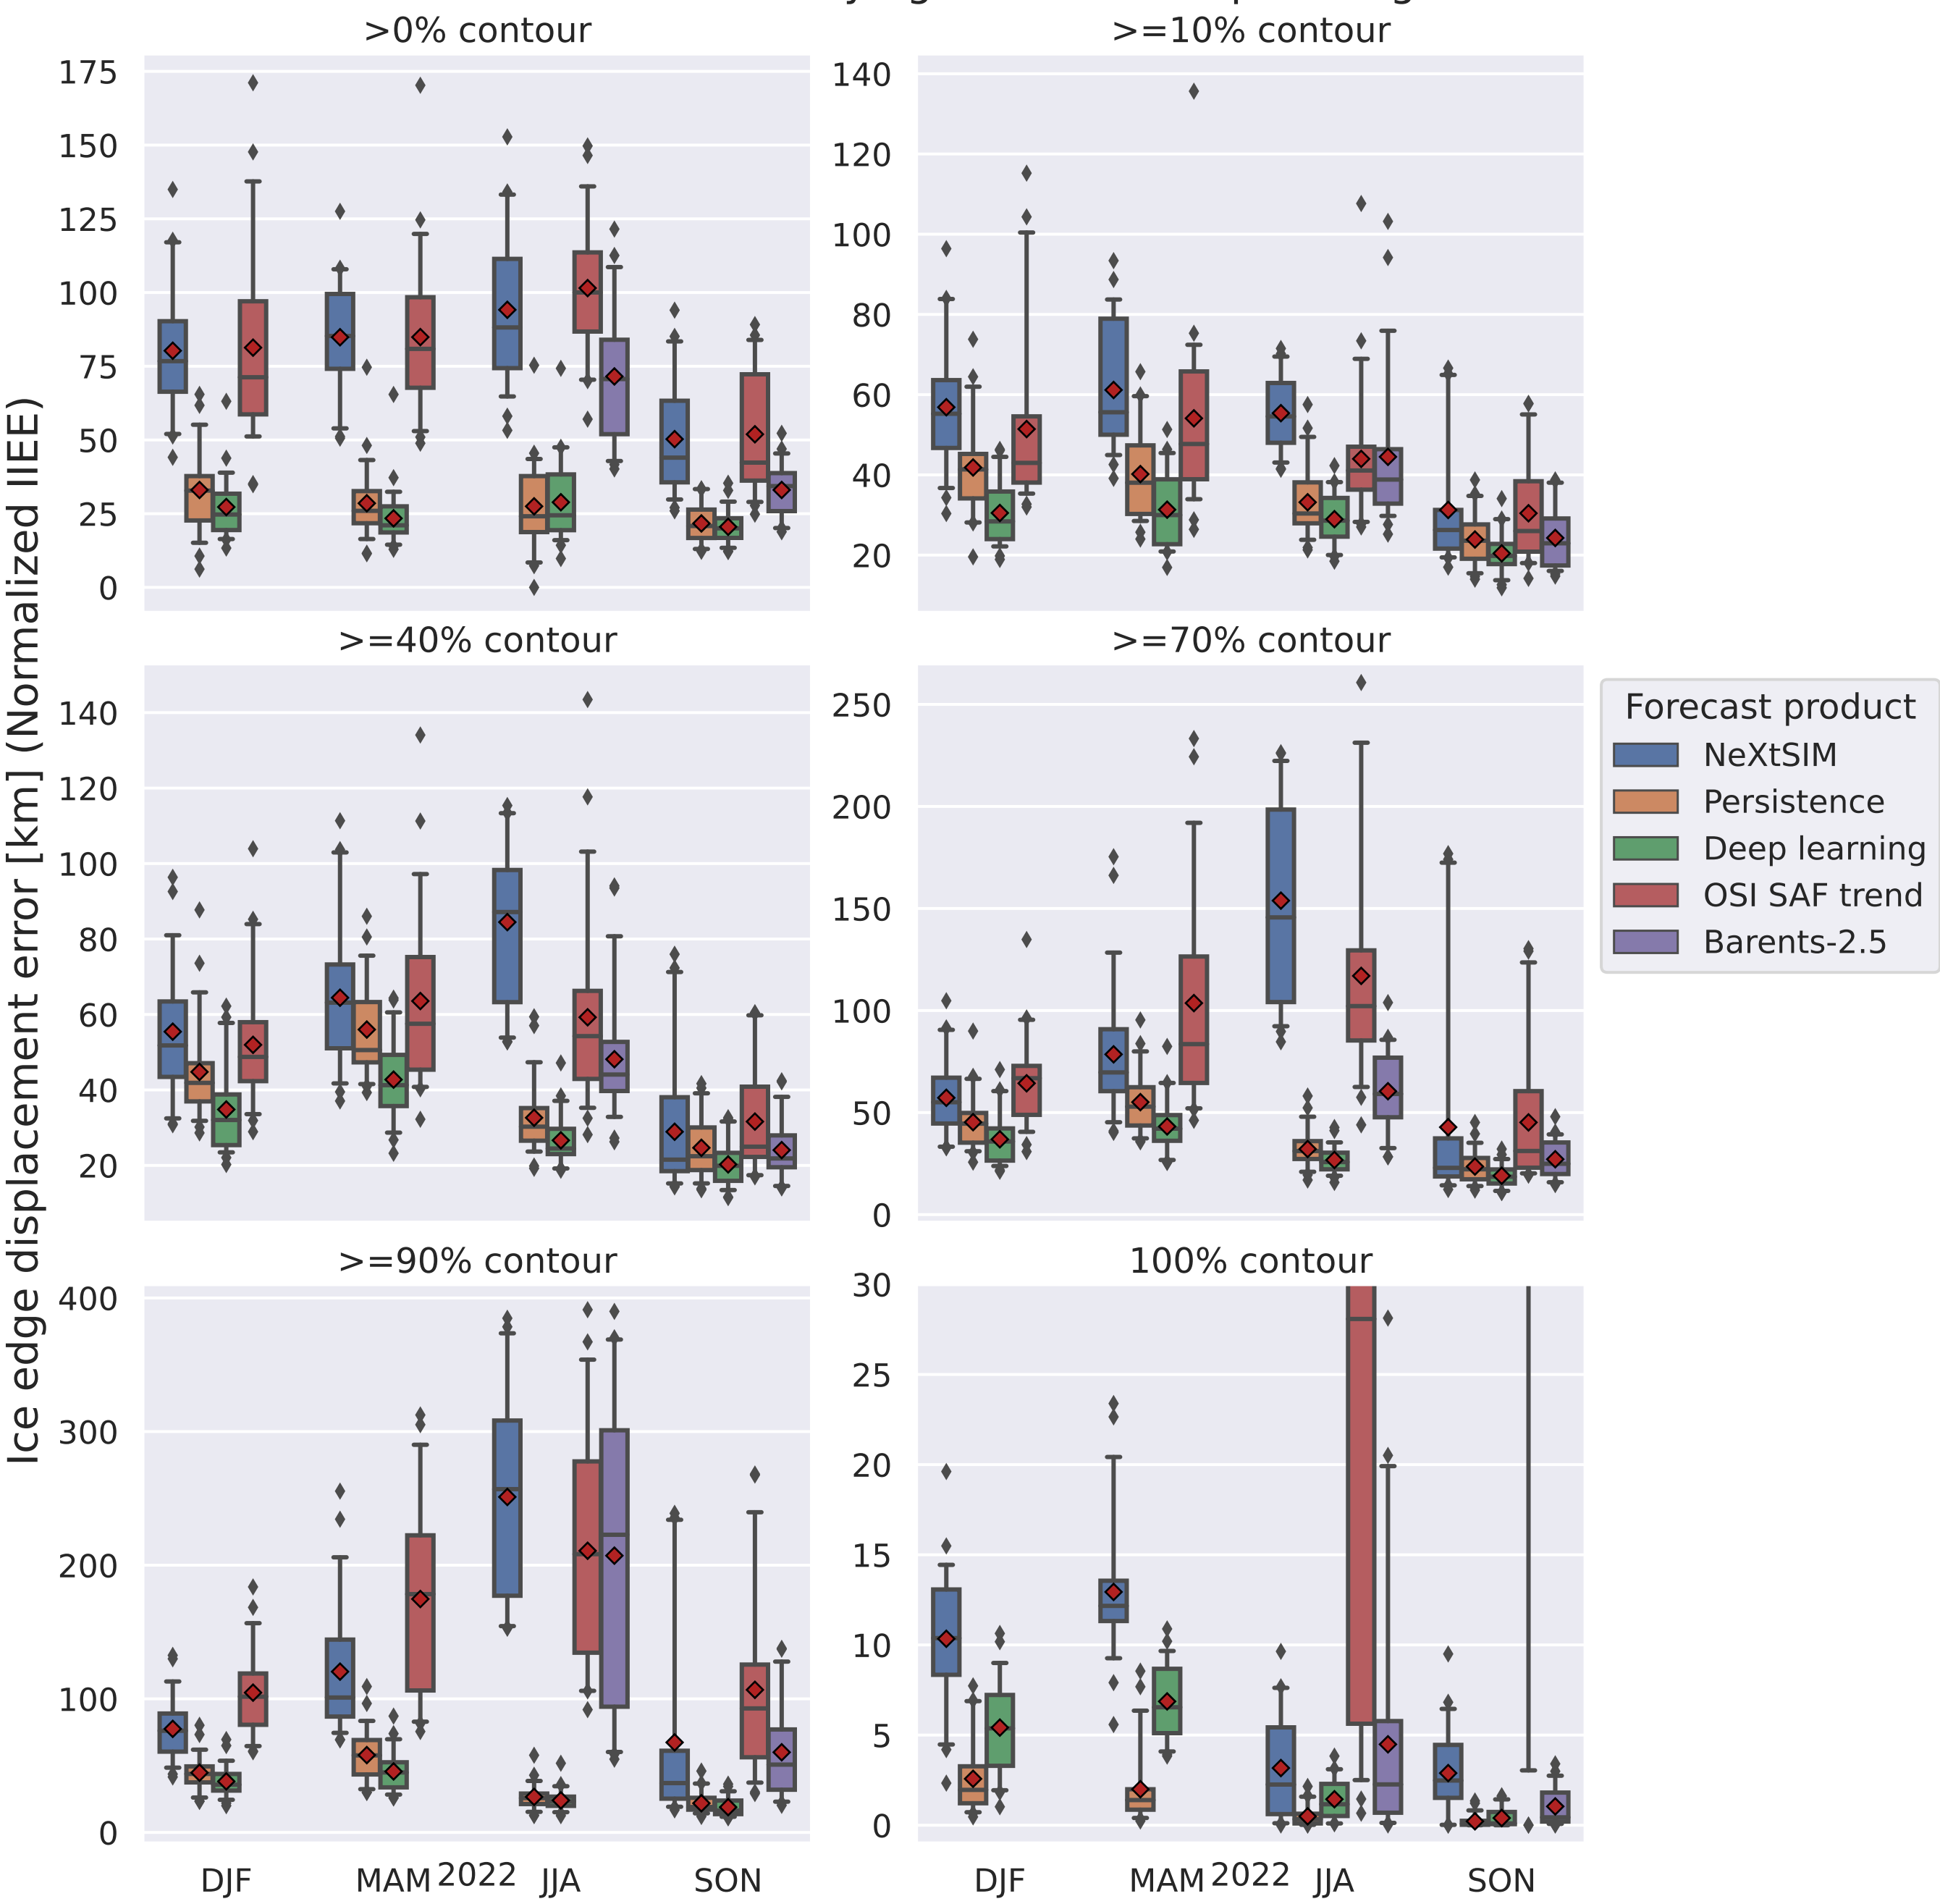 >0% contour
>=10% contour
175
150
125
100
75
50
25
0
140
120
100
80
60
40
20
>=40% contour
>=70% contour
140
120
100
80
60
40
20
250
200
150
100
50
0
Forecast product
NeXtSIM
Persistence
Deep learning
OSI SAF trend
Barents-2.5
>=90% contour
100% contour
400
300
200
100
0
30
25
20
15
10
5
0
DJF
MAM
2022
JJA
SON
DJF
MAM
2022
JJA
SON
Ice edge displacement error [km] (Normalized IIEE)